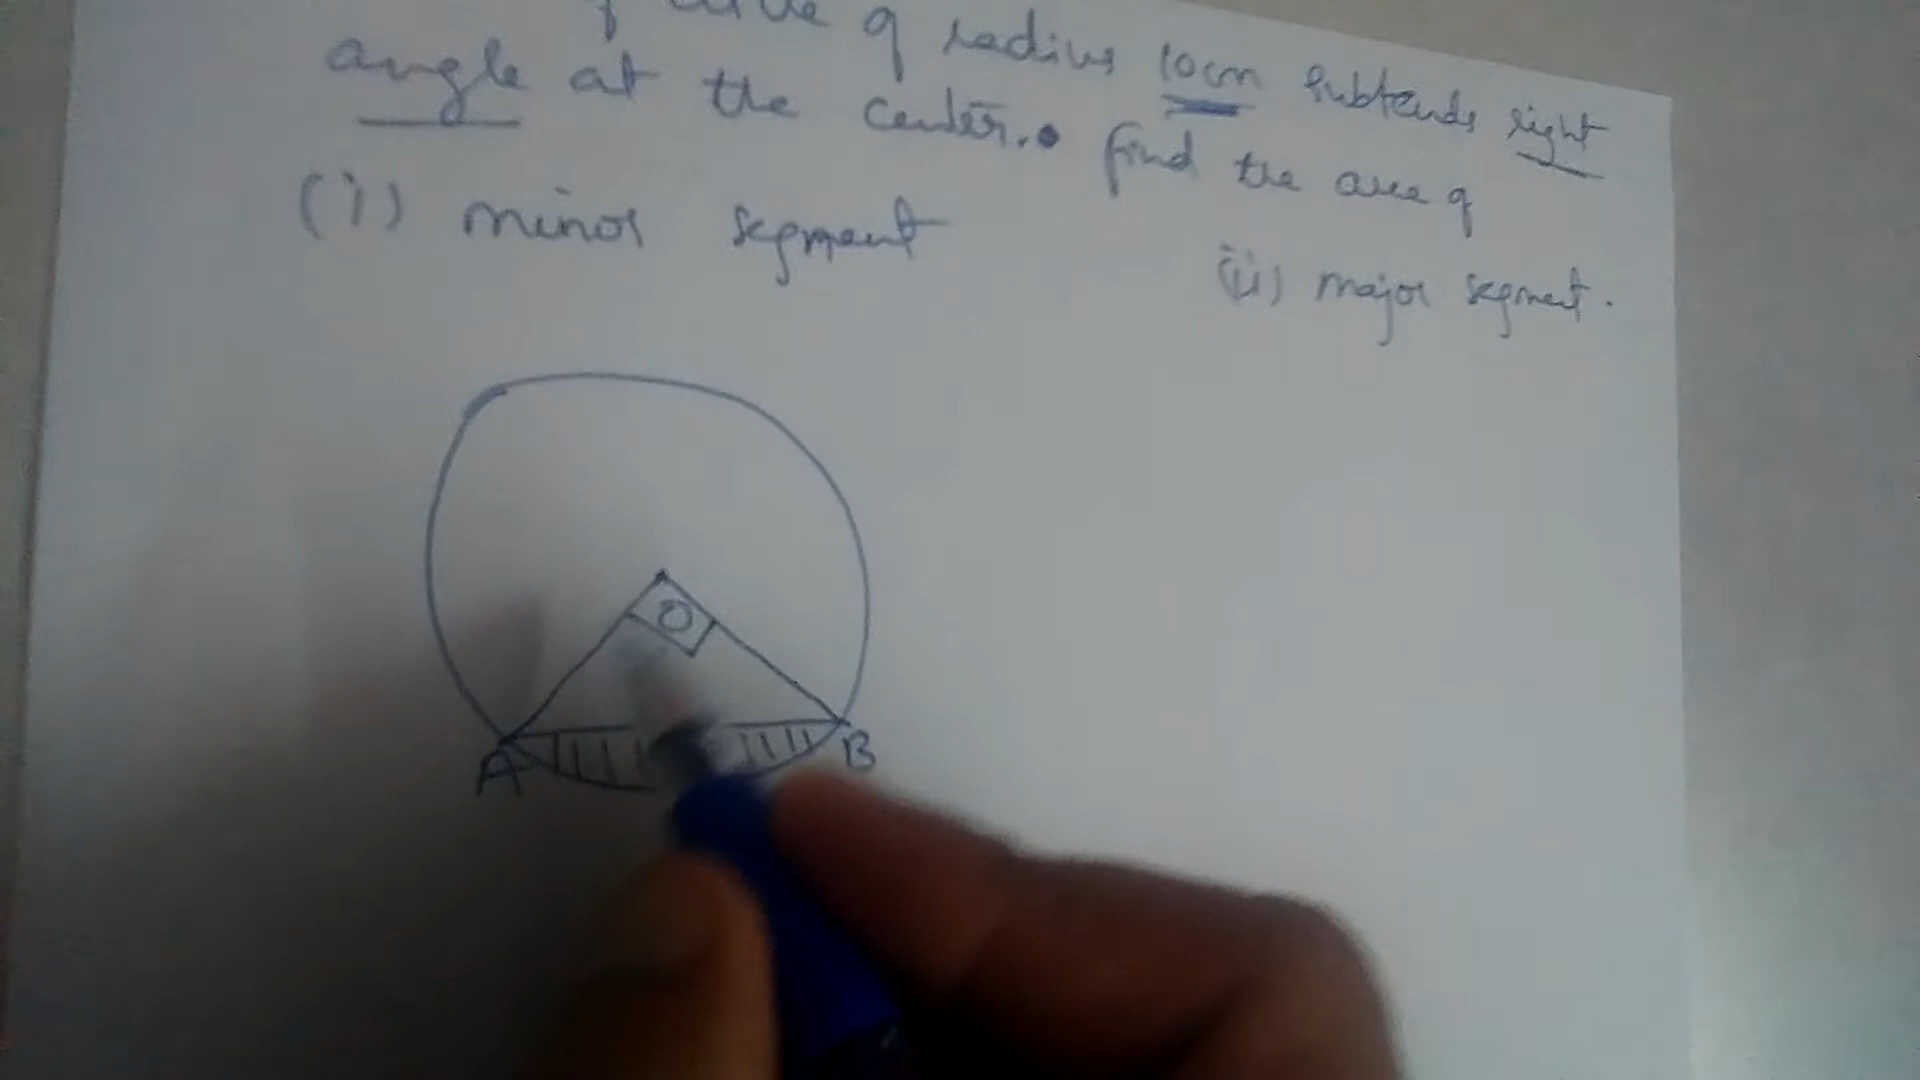 of radius 10cm subtends right
angle at the center. find the area of
(i) minor segment
(ii) major segment.
O
A
B